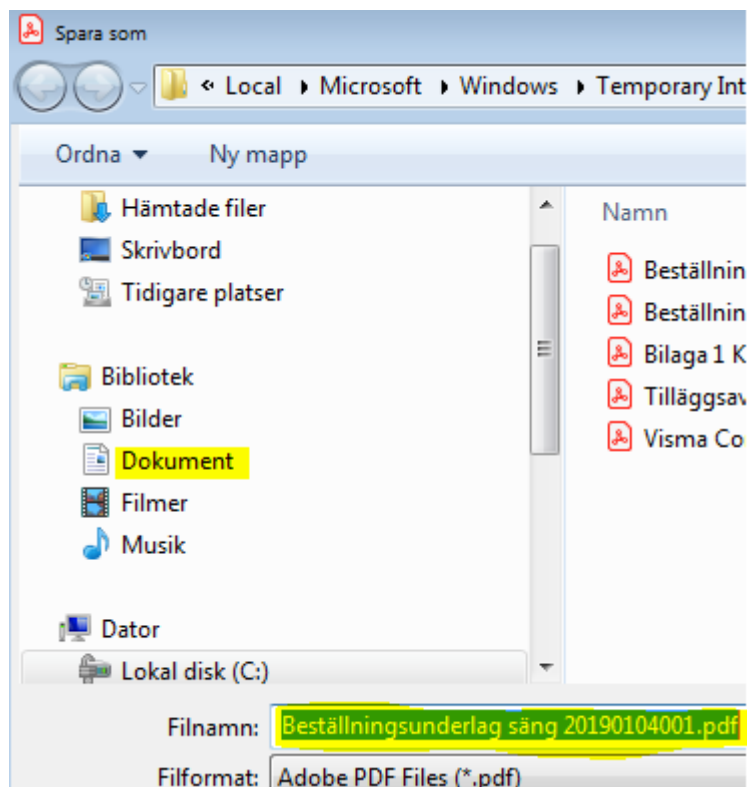 Spara som
« Local ▸ Microsoft ▸ Windows ▸ Temporary Int
Ordna ▾ Ny mapp
Hämtade filer
Skrivbord
Tidigare platser
Bibliotek
Bilder
Dokument
Filmer
Musik
Dator
Lokal disk (C:)
Namn
Beställnin
Beställnin
Bilaga 1 K
Tilläggsav
Visma Co
Filnamn: Beställningsunderlag säng 20190104001.pdf
Filformat: Adobe PDF Files (*.pdf)